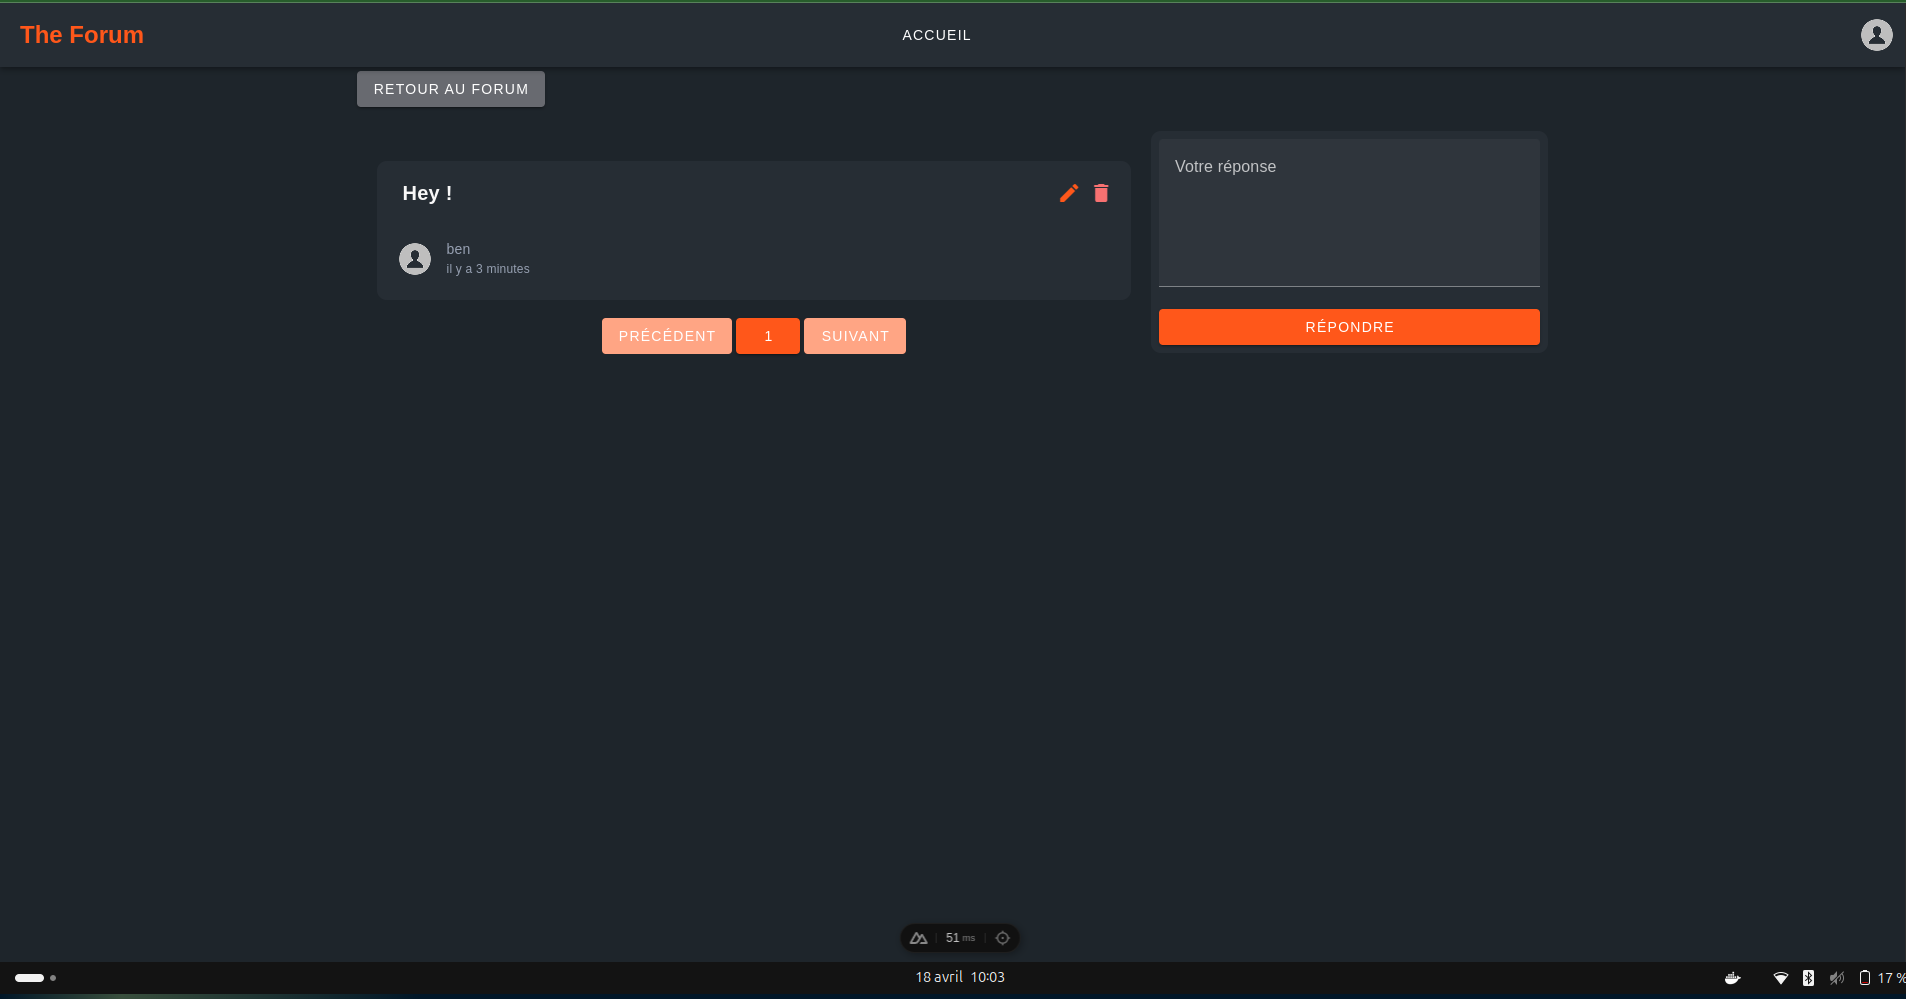 The Forum
ACCUEIL
RETOUR AU FORUM
Hey !
ben
il y a 3 minutes
PRÉCÉDENT
1
SUIVANT
Votre réponse
RÉPONDRE
51 ms
18 avril 10:03
17 %